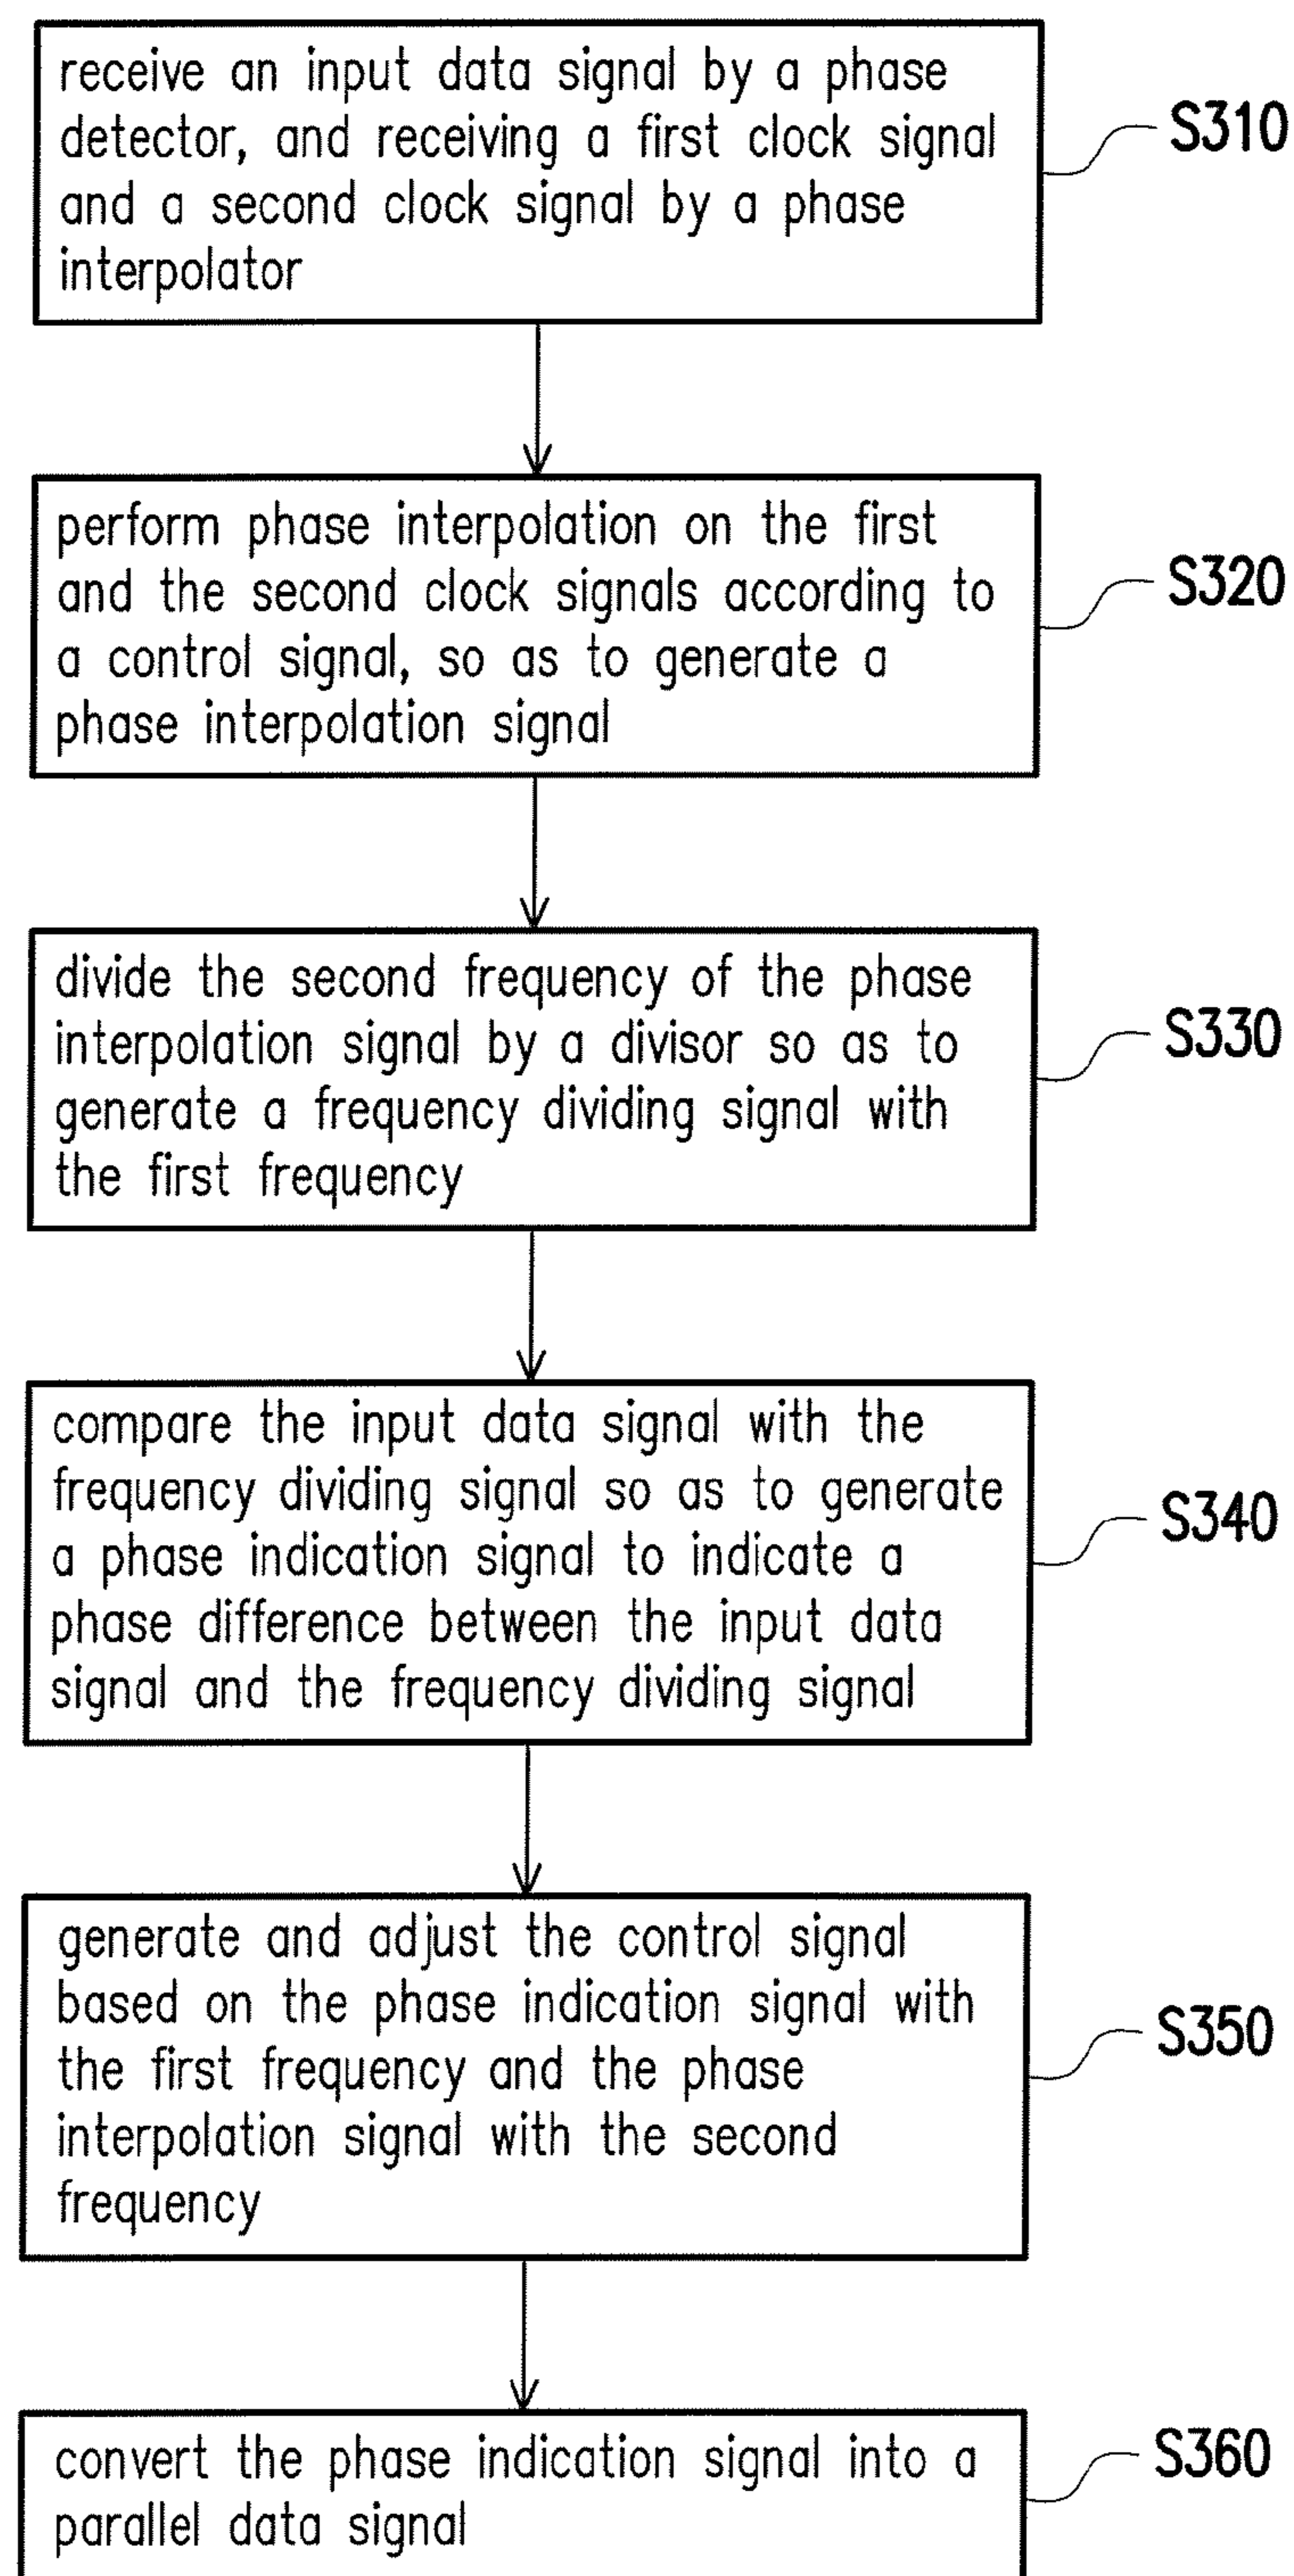 receive an input data signal by a phase
detector, and receiving a first clock signal
and a second clock signal by a phase
interpolator
S310
perform phase interpolation on the first
and the second clock signals according to
a control signal, so as to generate a
phase interpolation signal
S320
divide the second frequency of the phase
interpolation signal by a divisor so as to
generate a frequency dividing signal with
the first frequency
S330
compare the input data signal with the
frequency dividing signal so as to generate
a phase indication signal to indicate a
phase difference between the input data
signal and the frequency dividing signal
S340
generate and adjust the control signal
based on the phase indication signal with
the first frequency and the phase
interpolation signal with the second
frequency
S350
convert the phase indication signal into a
parallel data signal
S360